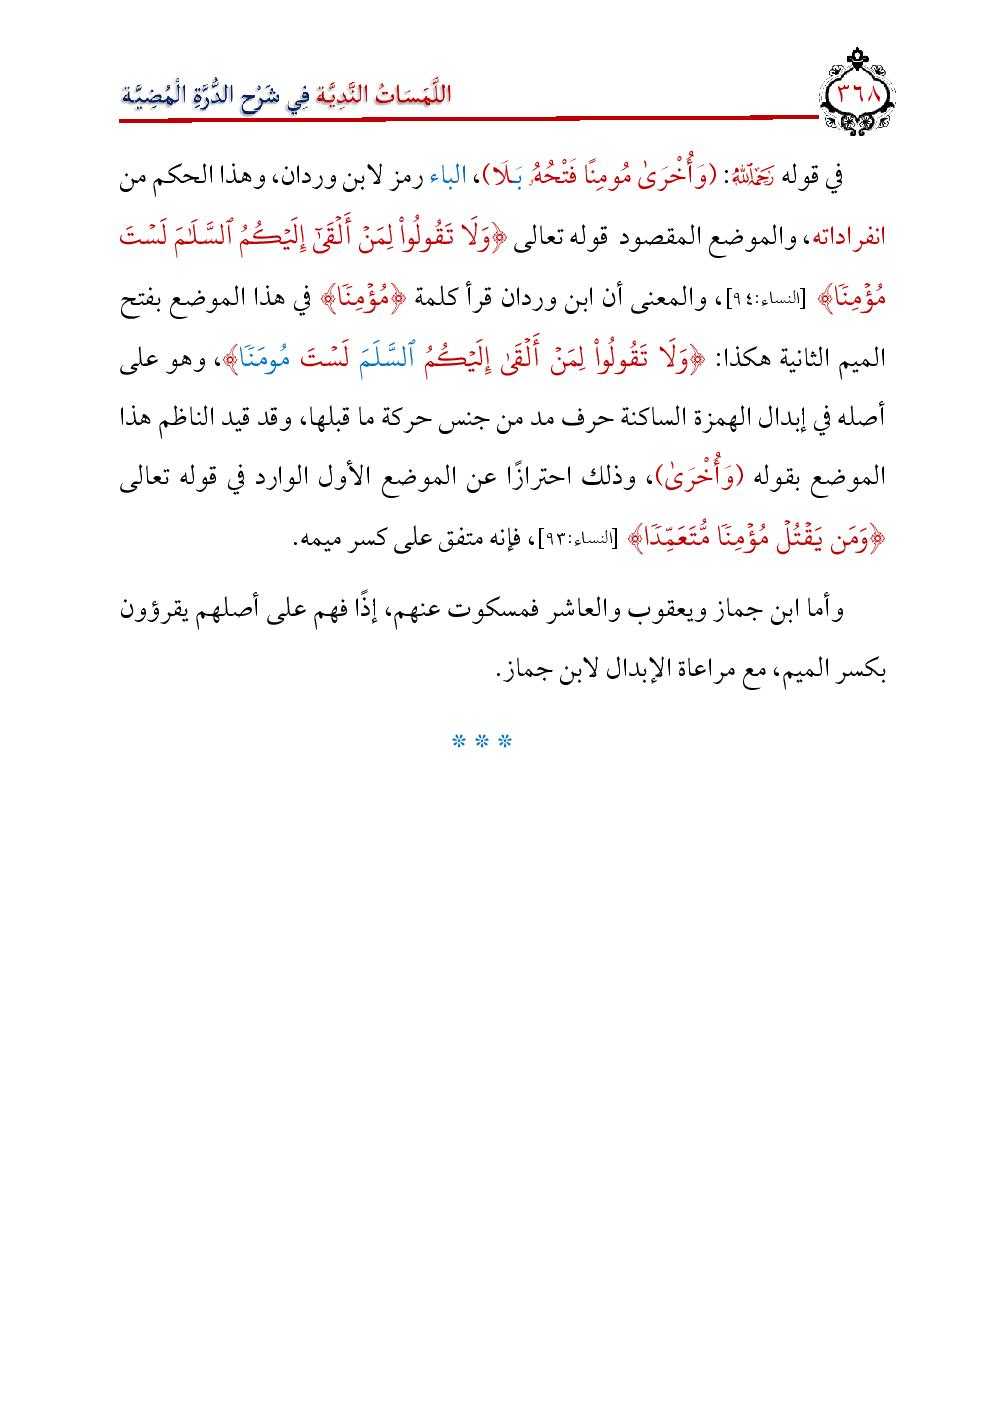 ٣٦٨
اللَّمَسَاتُ النَّدِيَّة فِي شَرْح الدُّرَّةِ الْمُضِيَّة
في قوله رَحِمَهُ اللَّهُ: (وَأُخْرَىٰ مُومِنًا فَتْحُهُۥ بَـلَا)، الباء رمز لابن وردان، وهذا الحكم من
انفراداته، والموضع المقصود قوله تعالى ﴿وَلَا تَقُولُواْ لِمَنْ أَلْقَىٰٓ إِلَيْكُمُ ٱلسَّلَٰمَ لَسْتَ
مُؤْمِنًا﴾ [النساء:٩٤]، والمعنى أن ابن وردان قرأ كلمة ﴿مُؤْمِنًا﴾ في هذا الموضع بفتح
الميم الثانية هكذا: ﴿وَلَا تَقُولُواْ لِمَنْ أَلْقَىٰ إِلَيْكُمُ ٱلسَّلَمَ لَسْتَ مُومَنًا﴾، وهو على
أصله في إبدال الهمزة الساكنة حرف مد من جنس حركة ما قبلها، وقد قيد الناظم هذا
الموضع بقوله (وَأُخْرَىٰ)، وذلك احترازًا عن الموضع الأول الوارد في قوله تعالى
﴿وَمَن يَقْتُلْ مُؤْمِنًا مُّتَعَمِّدًا﴾ [النساء:٩٣]، فإنه متفق على كسر ميمه.
وأما ابن جماز ويعقوب والعاشر فمسكوت عنهم، إذًا فهم على أصلهم يقرؤون
بكسر الميم، مع مراعاة الإبدال لابن جماز.
* * *